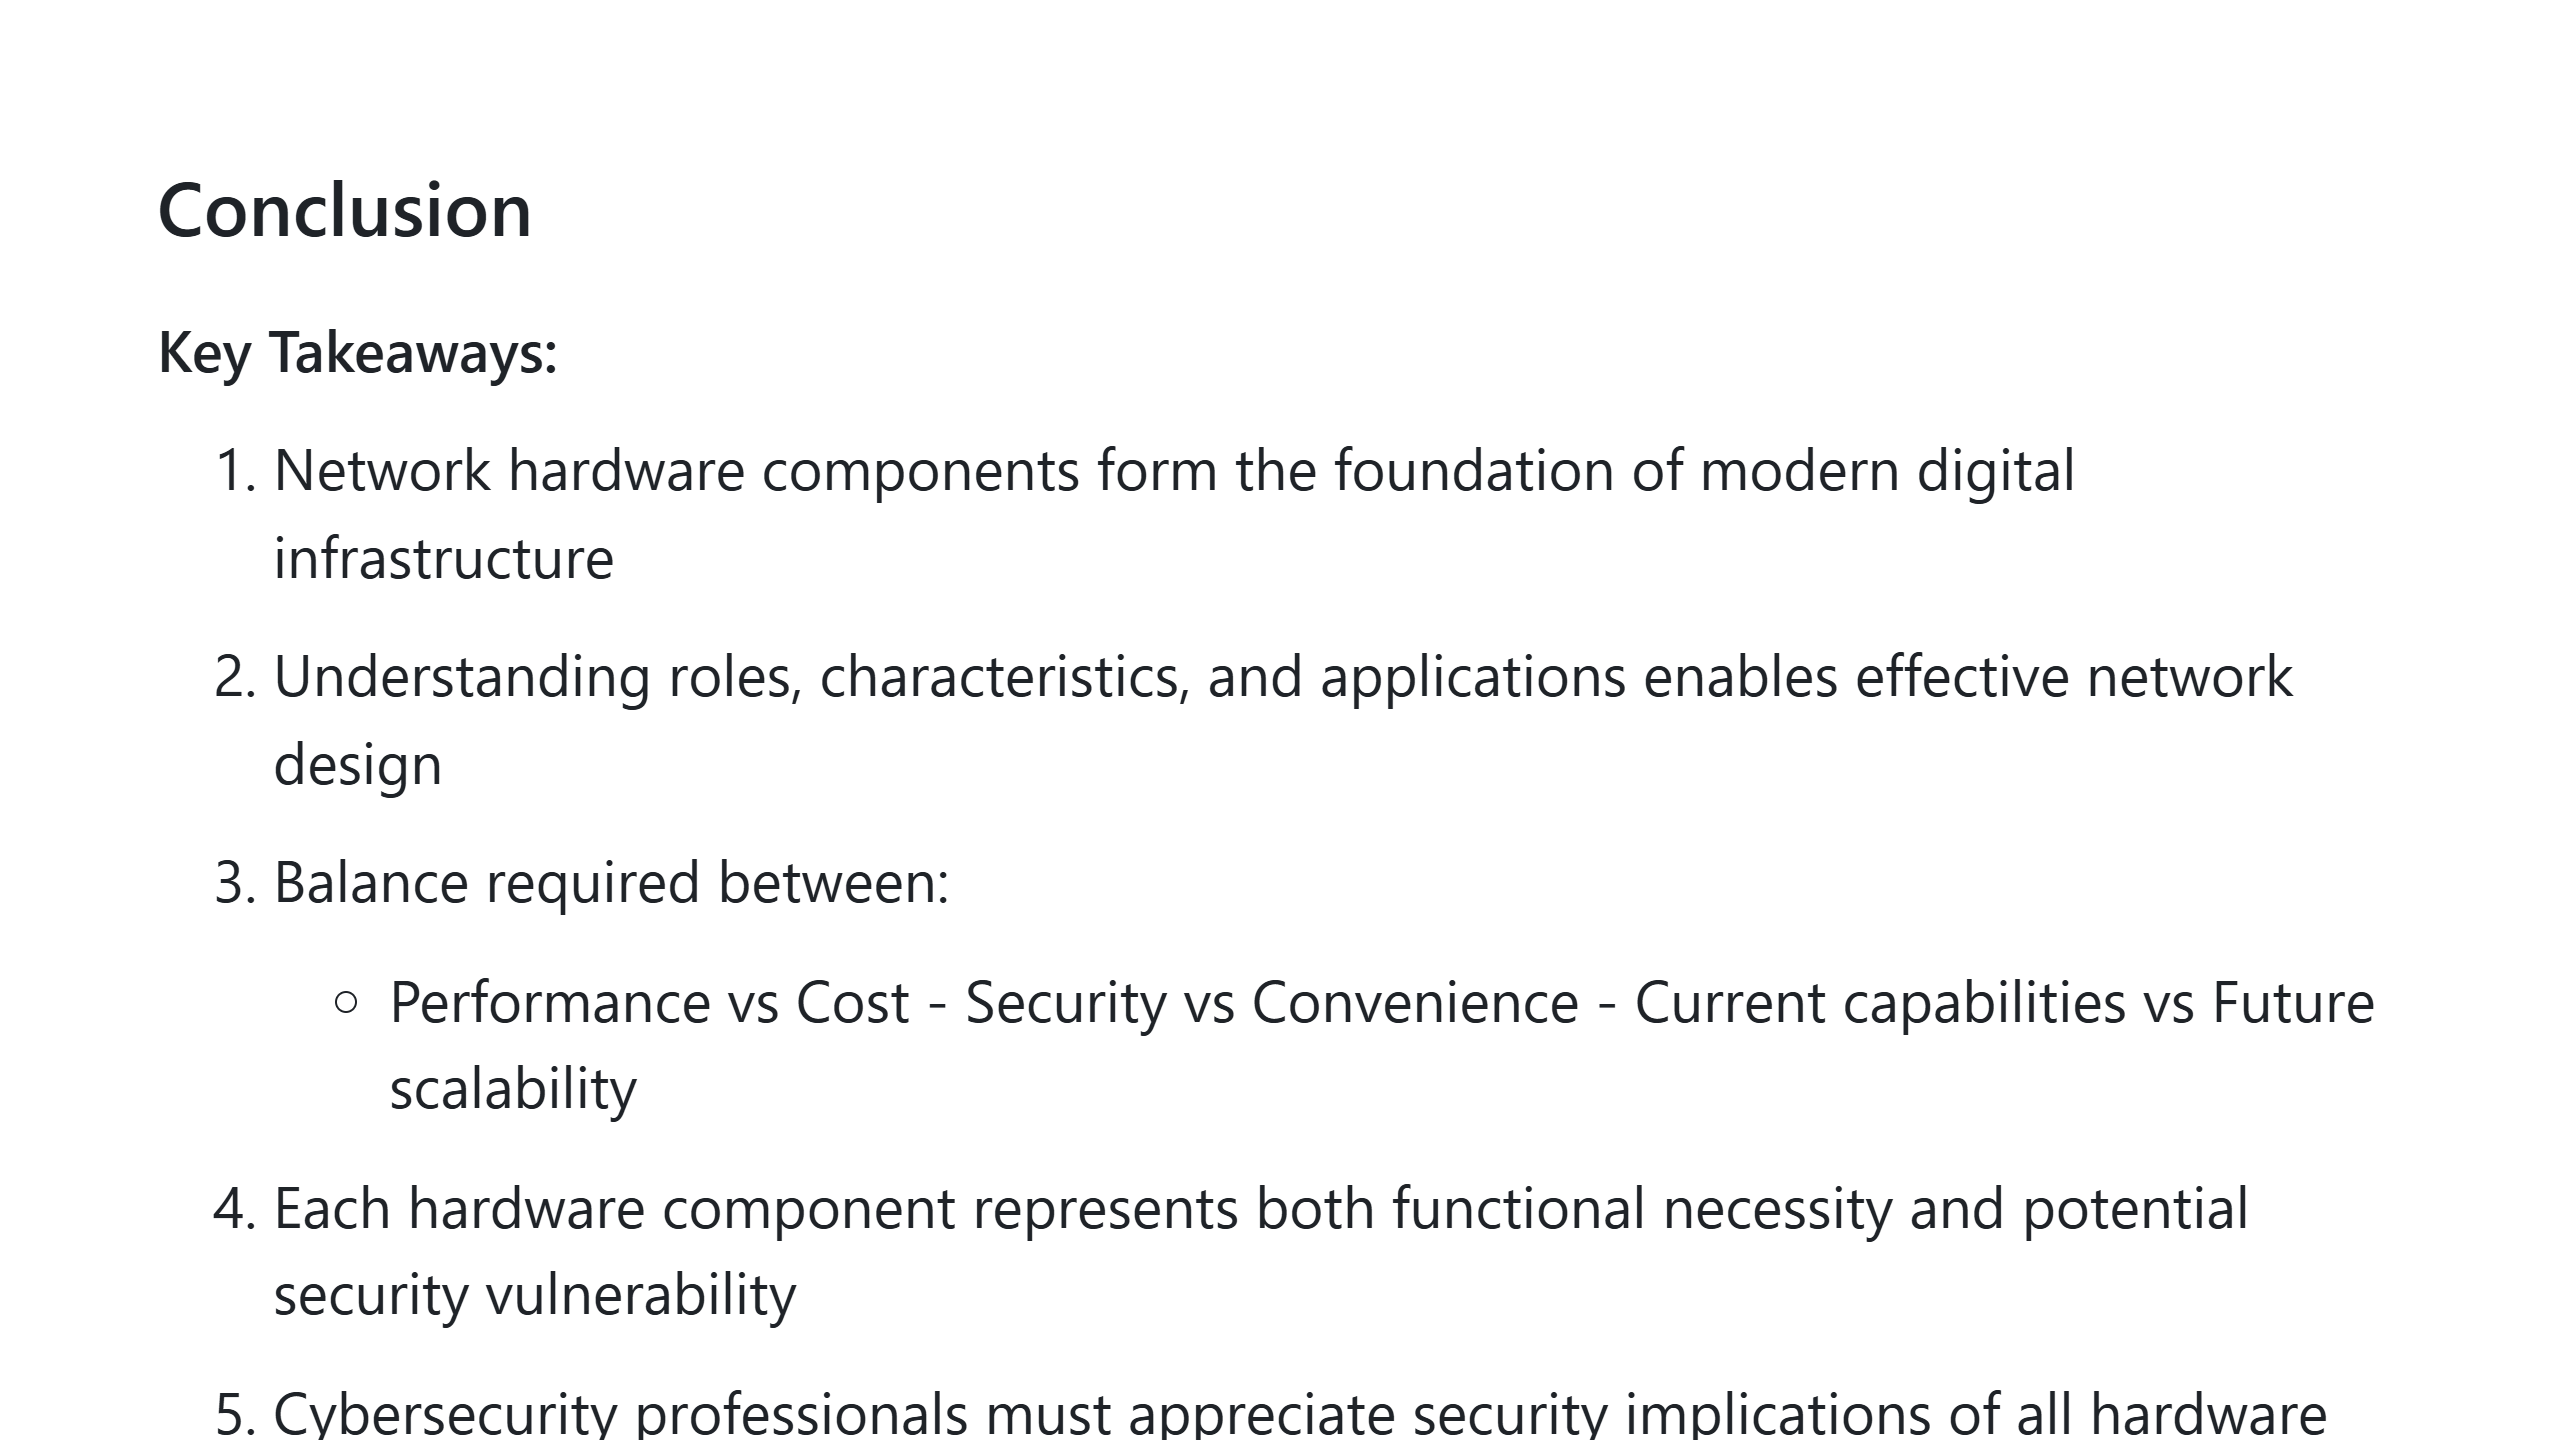 Conclusion
Key Takeaways:
1. Network hardware components form the foundation of modern digital
infrastructure
2. Understanding roles, characteristics, and applications enables effective network
design
3. Balance required between:
○ Performance vs Cost - Security vs Convenience - Current capabilities vs Future
scalability
4. Each hardware component represents both functional necessity and potential
security vulnerability
5. Cybersecurity professionals must appreciate security implications of all hardware